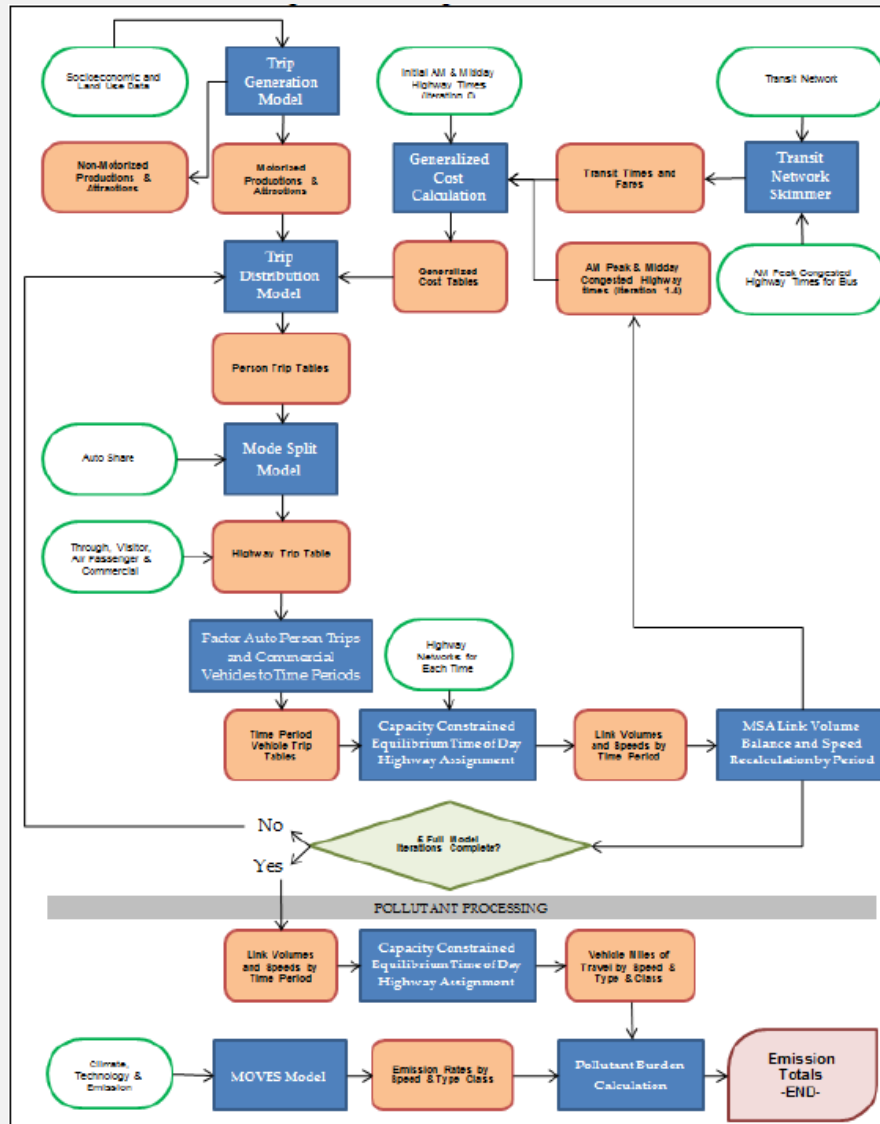 Trip
Generation
Model
Socioeconomic and
Land Use Data
Initial AM & Midday
Highway Times
(Iteration 0)
Transit Network
Non-Motorized
Productions &
Attractions
Motorized
Productions &
Attractions
Generalized
Cost
Calculation
Transit Times and
Fares
Transit
Network
Skimmer
Trip
Distribution
Model
Generalized
Cost Tables
AM Peak & Midday
Congested Highway
times (Iteration 1-4)
AM Peak Congested
Highway Times for Bus
Person Trip Tables
Auto Share
Mode Split
Model
Through, Visitor,
Air Passenger &
Commercial
Highway Trip Table
Factor Auto Person Trips
and Commercial
Vehicles to Time Periods
Highway
Networks for
Each Time
Time Period
Vehicle Trip
Tables
Capacity Constrained
Equilibrium Time of Day
Highway Assignment
Link Volumes
and Speeds by
Time Period
MSA Link Volume
Balance and Speed
Recalculation by Period
No
Yes
Full Model
Iterations Complete?
POLLUTANT PROCESSING
Link Volumes
and Speeds by
Time Period
Capacity Constrained
Equilibrium Time of Day
Highway Assignment
Vehicle Miles of
Travel by Speed &
Type & Class
Climate,
Technology &
Emission
MOVES Model
Emission Rates by
Speed & Type Class
Pollutant Burden
Calculation
Emission
Totals
-END-